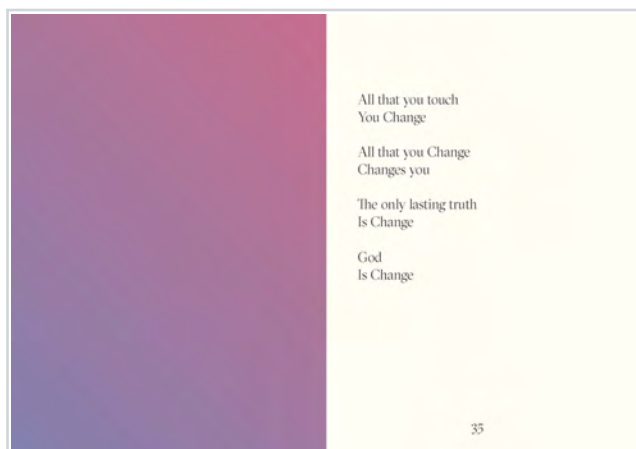 All that you touch
You Change
All that you Change
Changes you
The only lasting truth
Is Change
God
Is Change
35